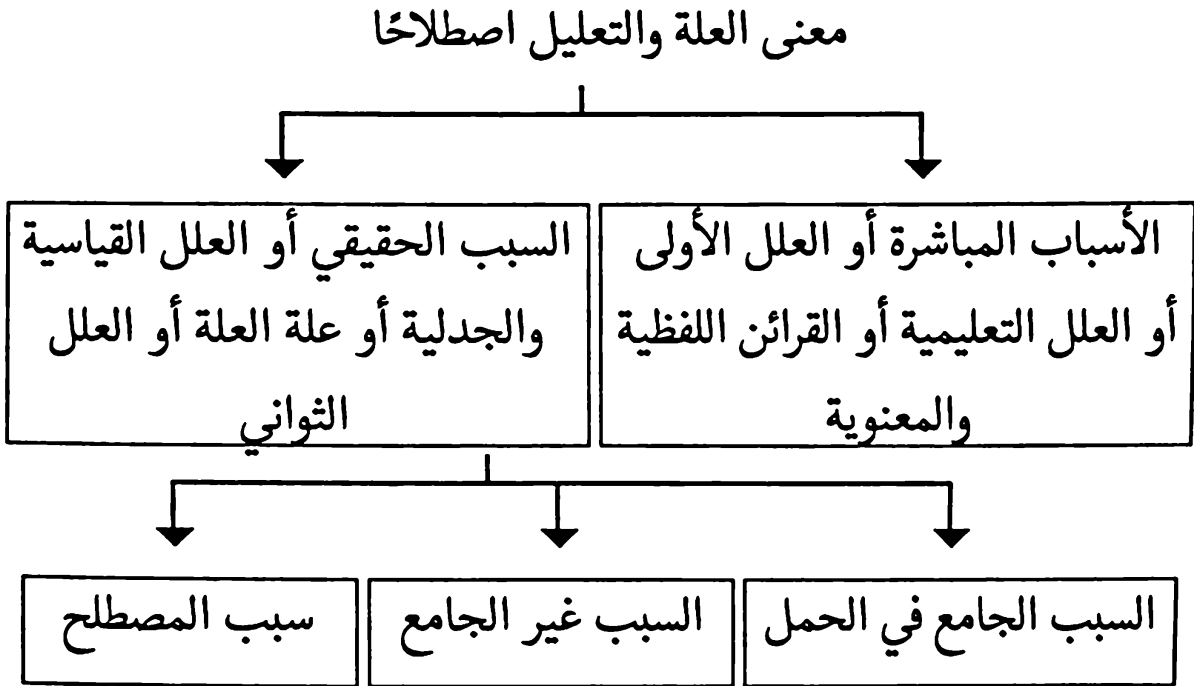 معنى العلة والتعليل اصطلاحًا
الأسباب المباشرة أو العلل الأولى
أو العلل التعليمية أو القرائن اللفظية
والمعنوية
السبب الحقيقي أو العلل القياسية
والجدلية أو علة العلة أو العلل
الثواني
السبب الجامع في الحمل
السبب غير الجامع
سبب المصطلح